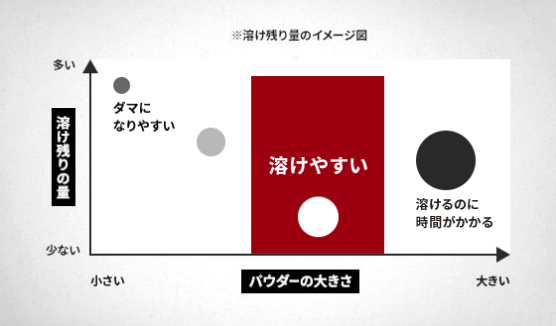 ※溶け残り量のイメージ図
多い
ダマに
なりやすい
溶け残りの量
溶けやすい
溶けるのに
時間がかかる
少ない
小さい
パウダーの大きさ
大きい